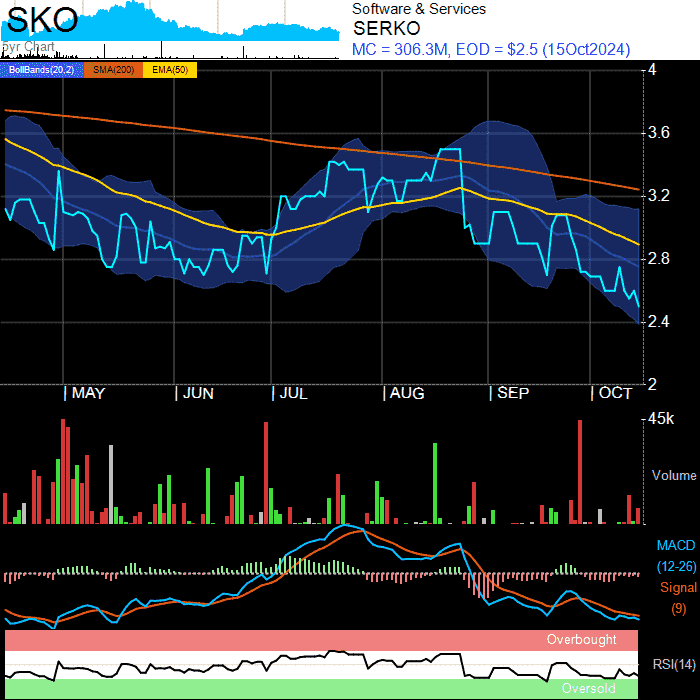 SKO
5yr Chart
Software & Services
SERKO
MC = 306.3M, EOD = $2.5 (15Oct2024)
BollBands(20,2) SMA(200) EMA(50)
4
3.6
3.2
2.8
2.4
2
| MAY | JUN | JUL | AUG | SEP | OCT
45k
Volume
MACD
(12-26)
Signal
(9)
Overbought
RSI(14)
Oversold